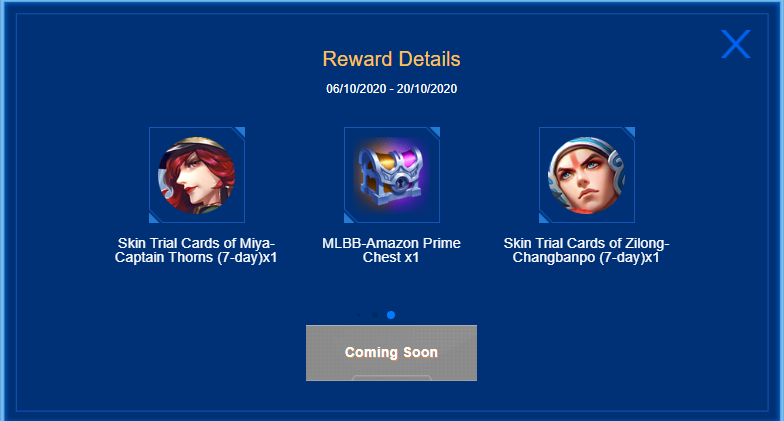 Reward Details
06/10/2020 - 20/10/2020
Skin Trial Cards of Miya-
Captain Thorns (7-day)x1
MLBB-Amazon Prime
Chest x1
Skin Trial Cards of Zilong-
Changbanpo (7-day)x1
Coming Soon